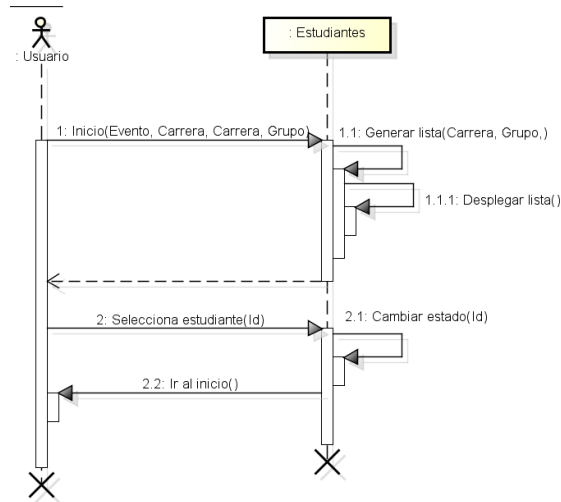 : Usuario
: Estudiantes
1: Inicio(Evento, Carrera, Carrera, Grupo)
1.1: Generar lista(Carrera, Grupo,)
1.1.1: Desplegar lista()
2: Selecciona estudiante(Id)
2.1: Cambiar estado(Id)
2.2: Ir al inicio()